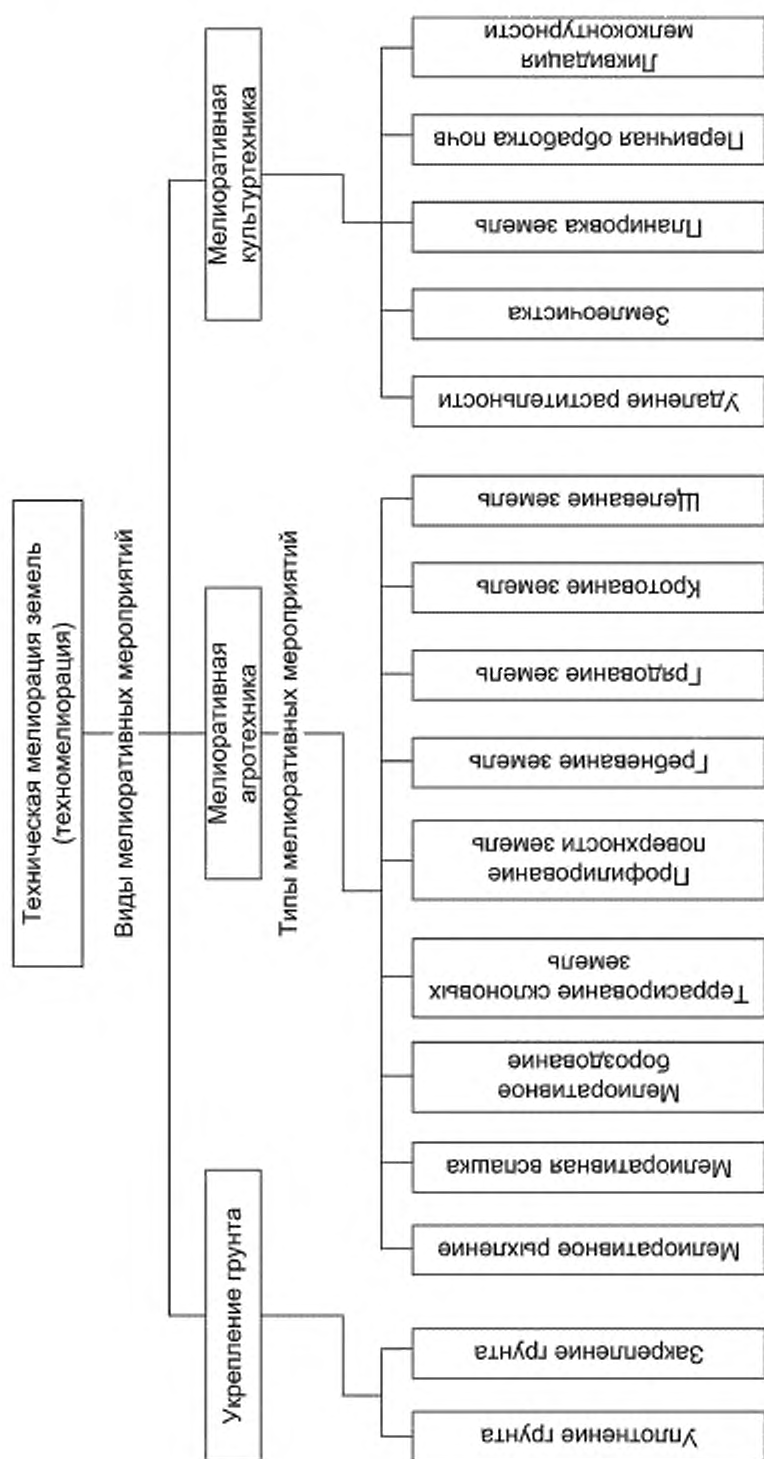 Техническая мелиорация земель
(техномелиорация)
Виды мелиоративных мероприятий
Укрепление грунта
Мелиоративная
агротехника
Мелиоративная
культуртехника
Типы мелиоративных мероприятий
Уплотнение грунта
Закрепление грунта
Мелиоративное рыхление
Мелиоративная вспашка
Мелиоративное
бороздование
Террасирование склоновых
земель
Профилирование
поверхности земель
Гребневание земель
Грядование земель
Кротование земель
Щелевание земель
Удаление растительности
Землеочистка
Планировка земель
Первичная обработка почв
Ликвидация
мелкоконтурности